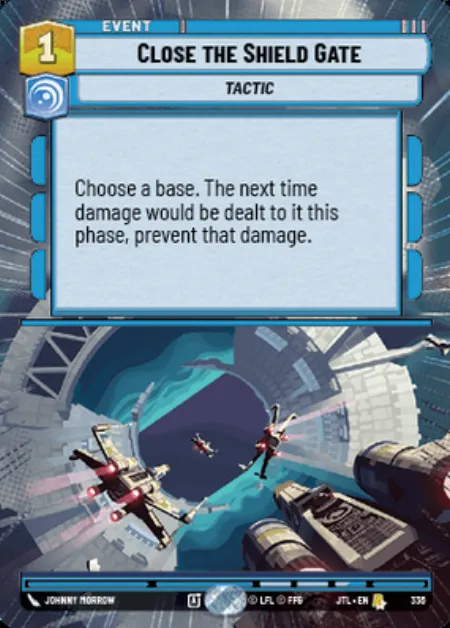 EVENT
1
CLOSE THE SHIELD GATE
TACTIC
Choose a base. The next time
damage would be dealt to it this
phase, prevent that damage.
JOHNNY MORROW © LFL © FFG JTL • EN 338